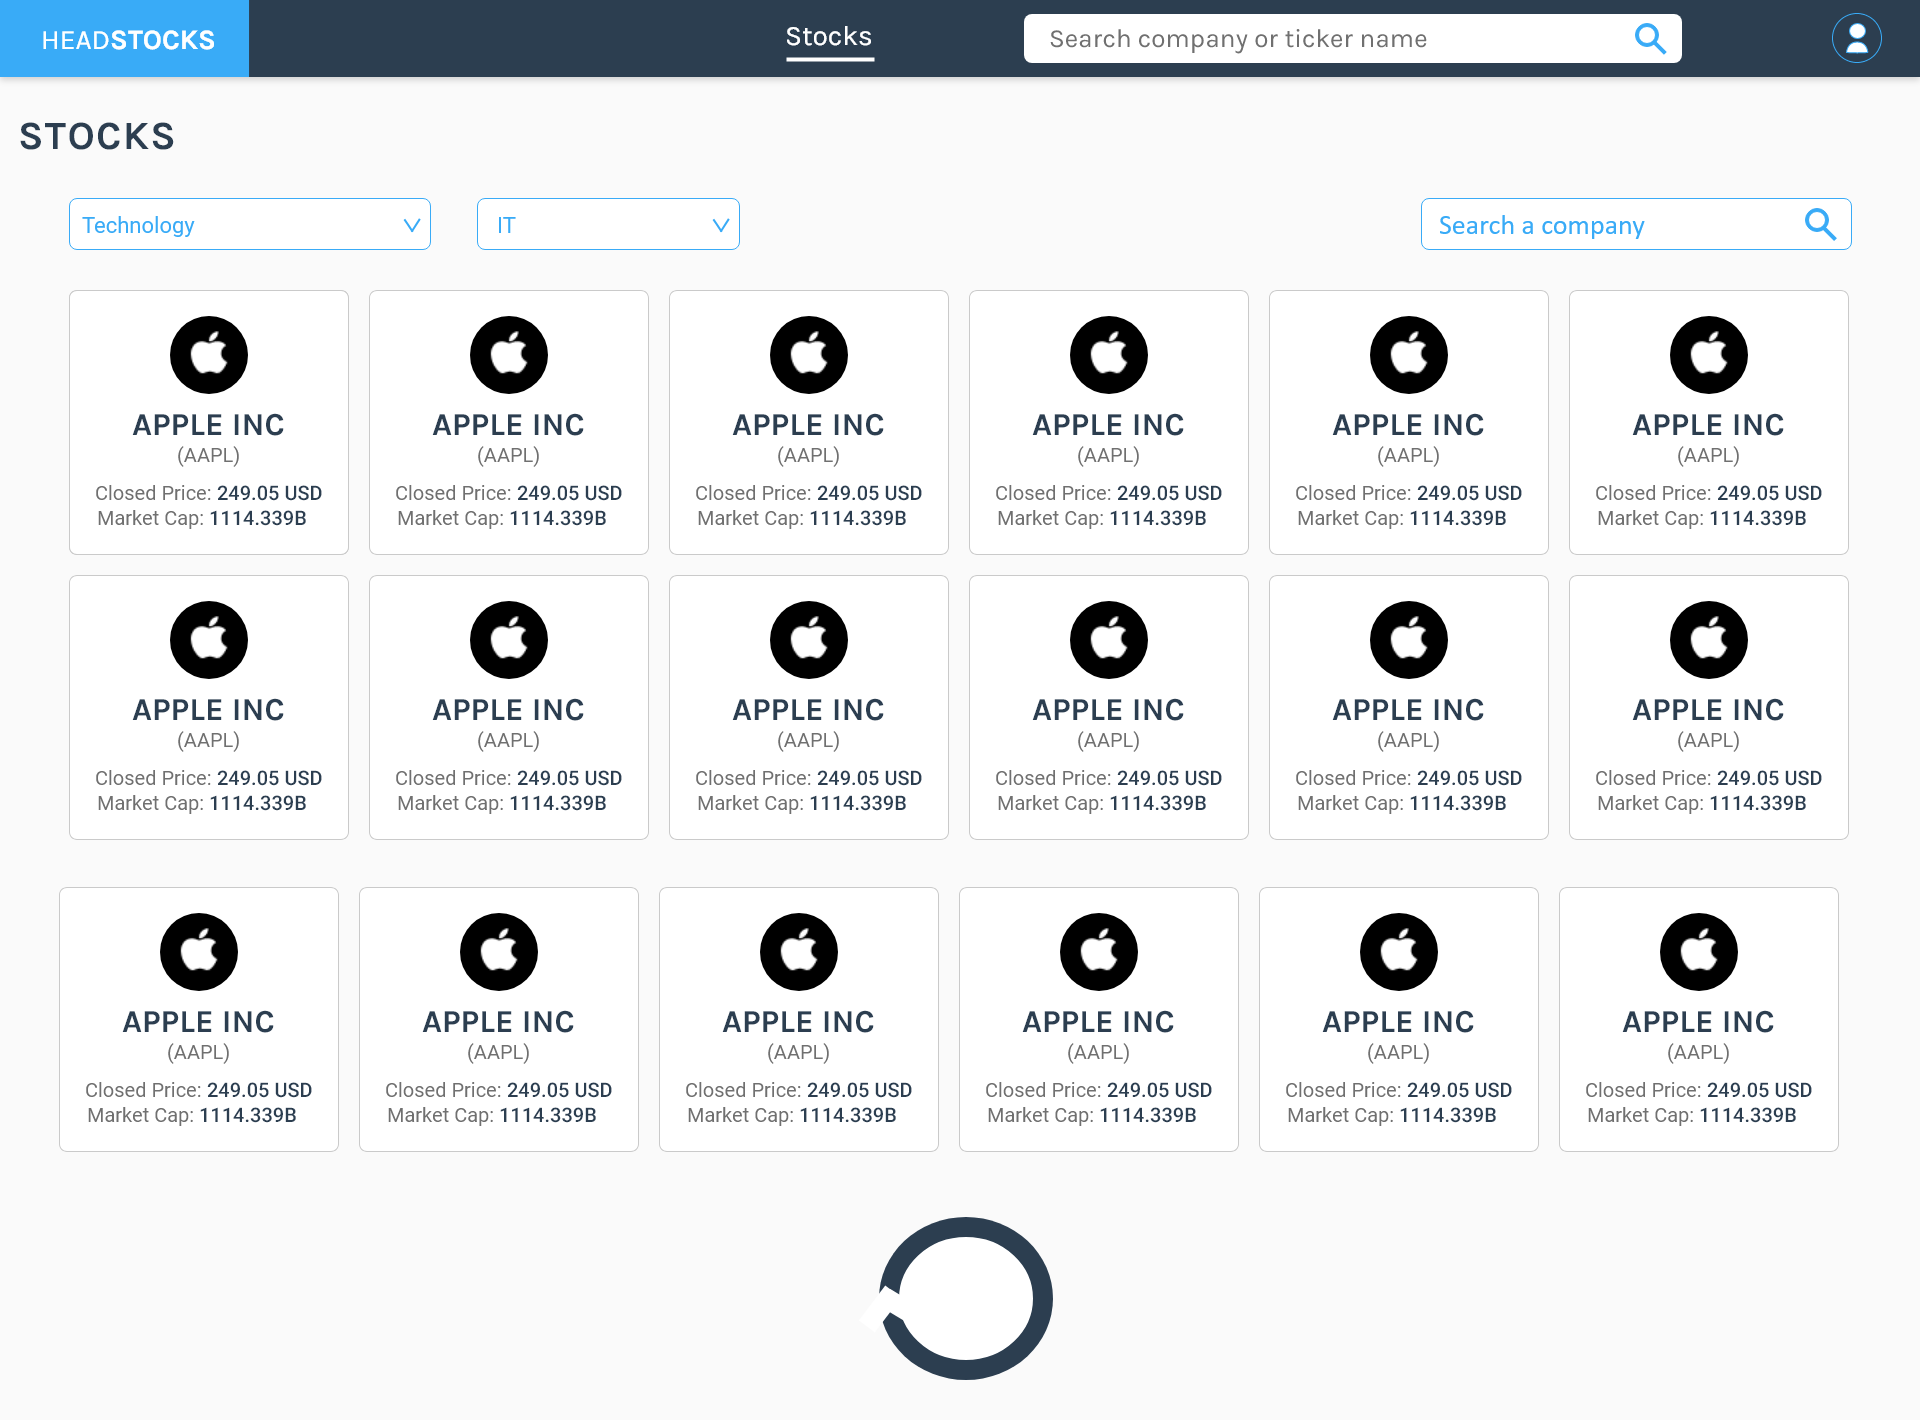 HEADSTOCKS
Stocks
Search company or ticker name
STOCKS
Technology
IT
Search a company
APPLE INC
(AAPL)
Closed Price: 249.05 USD
Market Cap: 1114.339B
APPLE INC
(AAPL)
Closed Price: 249.05 USD
Market Cap: 1114.339B
APPLE INC
(AAPL)
Closed Price: 249.05 USD
Market Cap: 1114.339B
APPLE INC
(AAPL)
Closed Price: 249.05 USD
Market Cap: 1114.339B
APPLE INC
(AAPL)
Closed Price: 249.05 USD
Market Cap: 1114.339B
APPLE INC
(AAPL)
Closed Price: 249.05 USD
Market Cap: 1114.339B
APPLE INC
(AAPL)
Closed Price: 249.05 USD
Market Cap: 1114.339B
APPLE INC
(AAPL)
Closed Price: 249.05 USD
Market Cap: 1114.339B
APPLE INC
(AAPL)
Closed Price: 249.05 USD
Market Cap: 1114.339B
APPLE INC
(AAPL)
Closed Price: 249.05 USD
Market Cap: 1114.339B
APPLE INC
(AAPL)
Closed Price: 249.05 USD
Market Cap: 1114.339B
APPLE INC
(AAPL)
Closed Price: 249.05 USD
Market Cap: 1114.339B
APPLE INC
(AAPL)
Closed Price: 249.05 USD
Market Cap: 1114.339B
APPLE INC
(AAPL)
Closed Price: 249.05 USD
Market Cap: 1114.339B
APPLE INC
(AAPL)
Closed Price: 249.05 USD
Market Cap: 1114.339B
APPLE INC
(AAPL)
Closed Price: 249.05 USD
Market Cap: 1114.339B
APPLE INC
(AAPL)
Closed Price: 249.05 USD
Market Cap: 1114.339B
APPLE INC
(AAPL)
Closed Price: 249.05 USD
Market Cap: 1114.339B